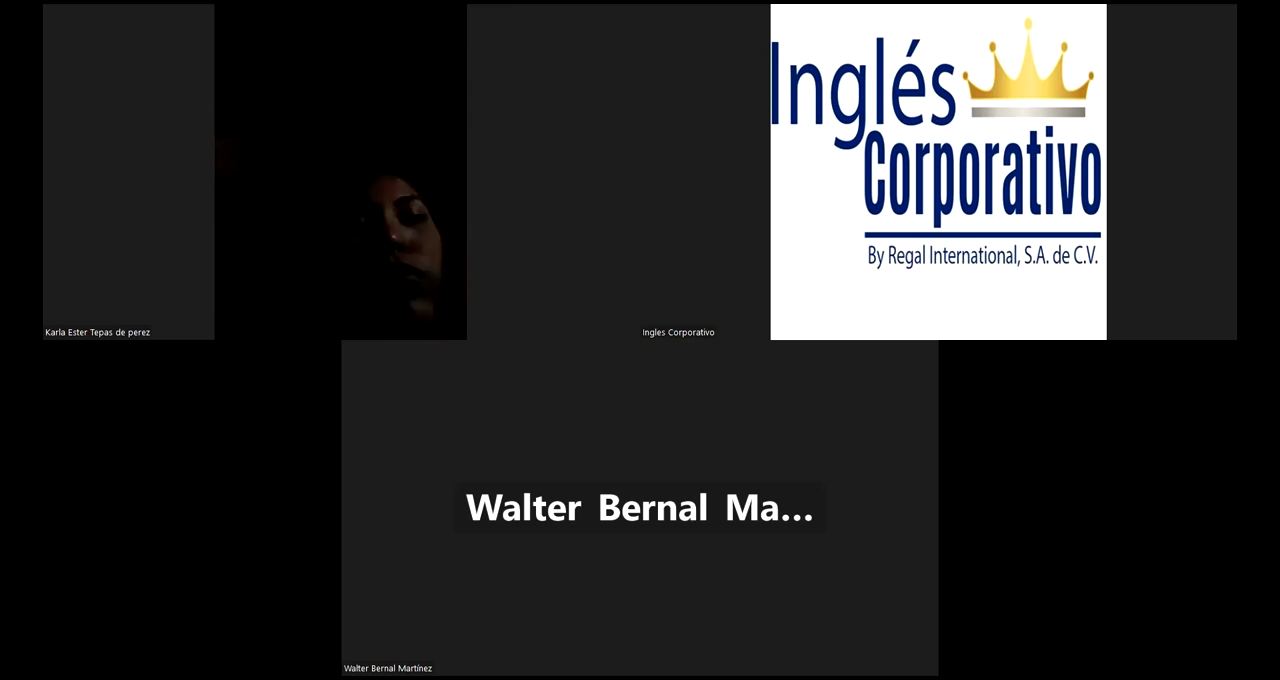 Inglés
Corporativo
By Regal International, S.A. de C.V.
Karla Ester Tepas de perez
Ingles Corporativo
Walter Bernal Ma...
Walter Bernal Martínez